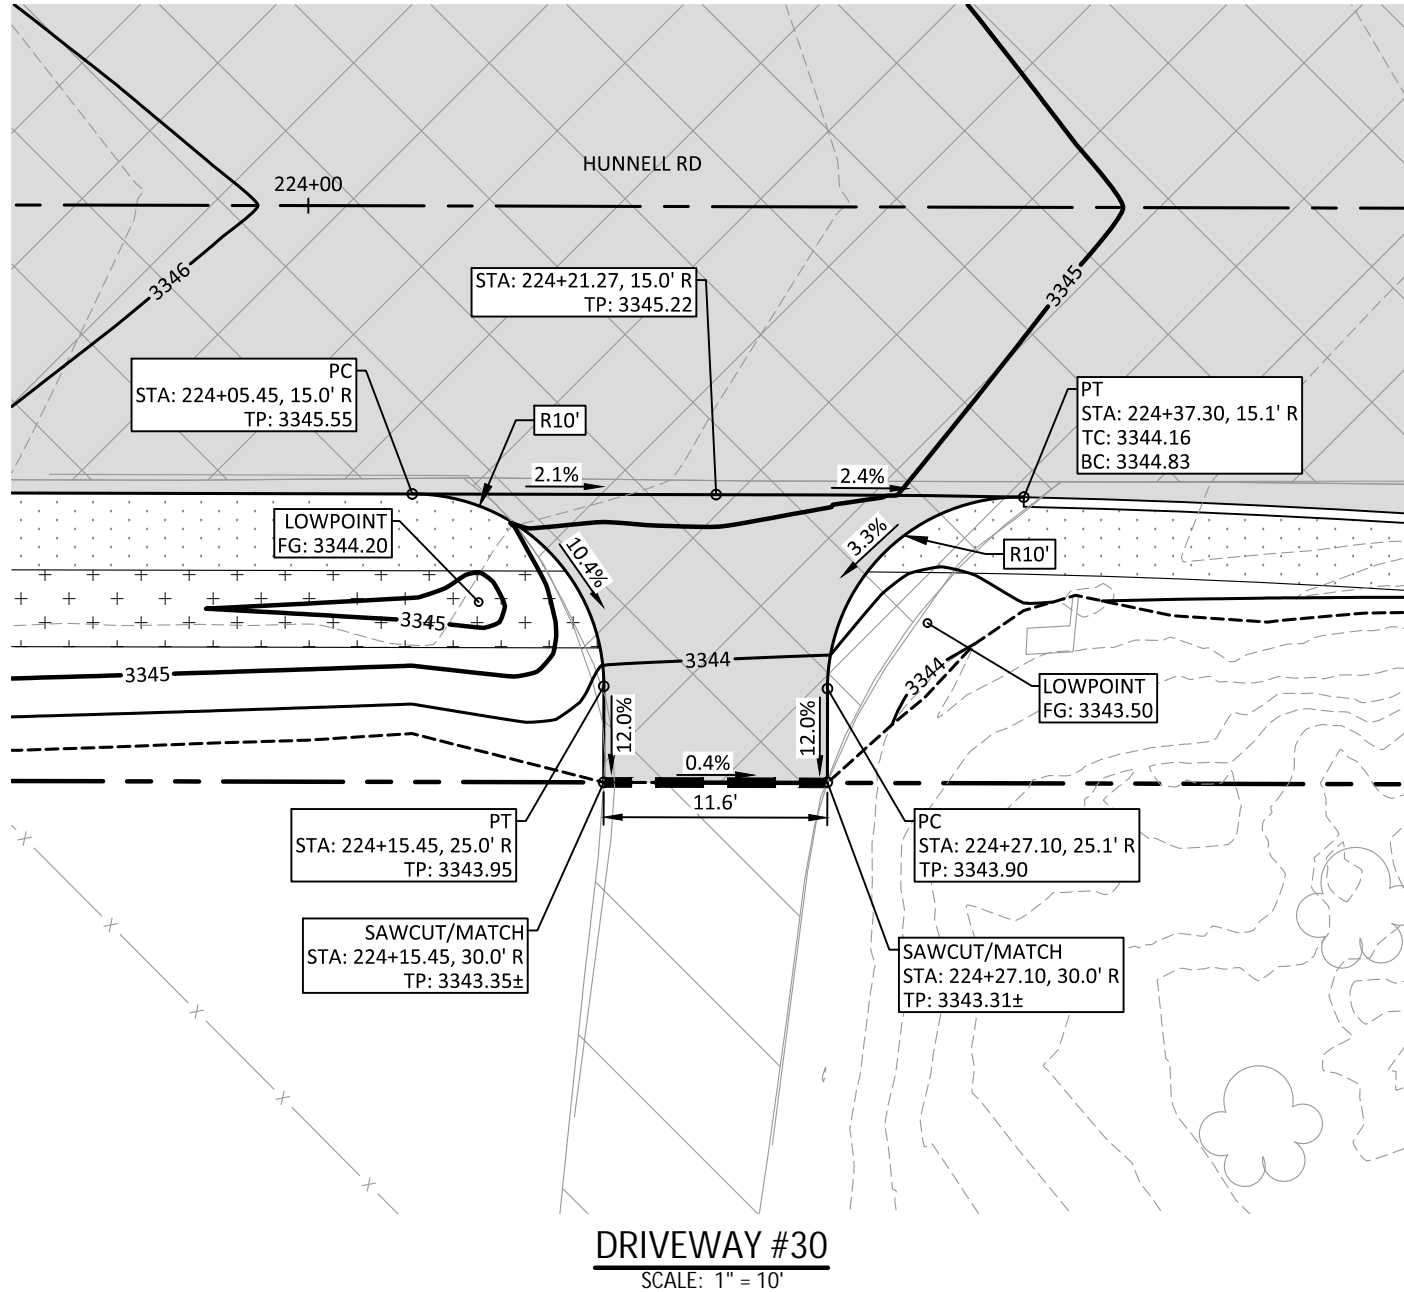 HUNNELL RD
224+00
3346
3345
STA: 224+21.27, 15.0' R
TP: 3345.22
PC
STA: 224+05.45, 15.0' R
TP: 3345.55
R10'
PT
STA: 224+37.30, 15.1' R
TC: 3344.16
BC: 3344.83
2.1%
2.4%
LOWPOINT
FG: 3344.20
10.4%
3.3%
R10'
3345
3345
3344
3344
LOWPOINT
FG: 3343.50
12.0%
12.0%
0.4%
11.6'
PT
STA: 224+15.45, 25.0' R
TP: 3343.95
PC
STA: 224+27.10, 25.1' R
TP: 3343.90
SAWCUT/MATCH
STA: 224+15.45, 30.0' R
TP: 3343.35±
SAWCUT/MATCH
STA: 224+27.10, 30.0' R
TP: 3343.31±
X
X
X
X
X
DRIVEWAY #30
SCALE: 1" = 10'